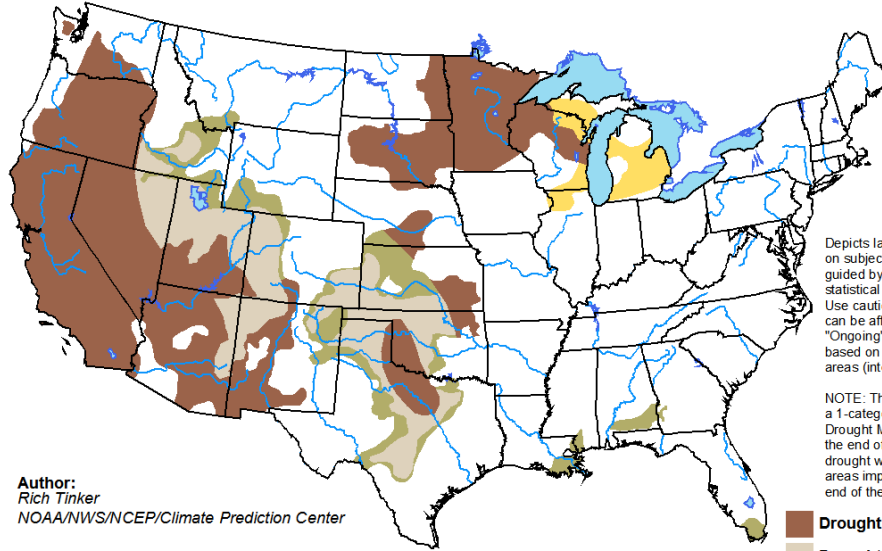 Depicts la
on subjec
guided by
statistical
Use cauti
can be aff
"Ongoing"
based on
areas (int
NOTE: Th
a 1-categ
Drought M
the end of
drought w
areas imp
end of the
Author:
Rich Tinker
NOAA/NWS/NCEP/Climate Prediction Center
Drought